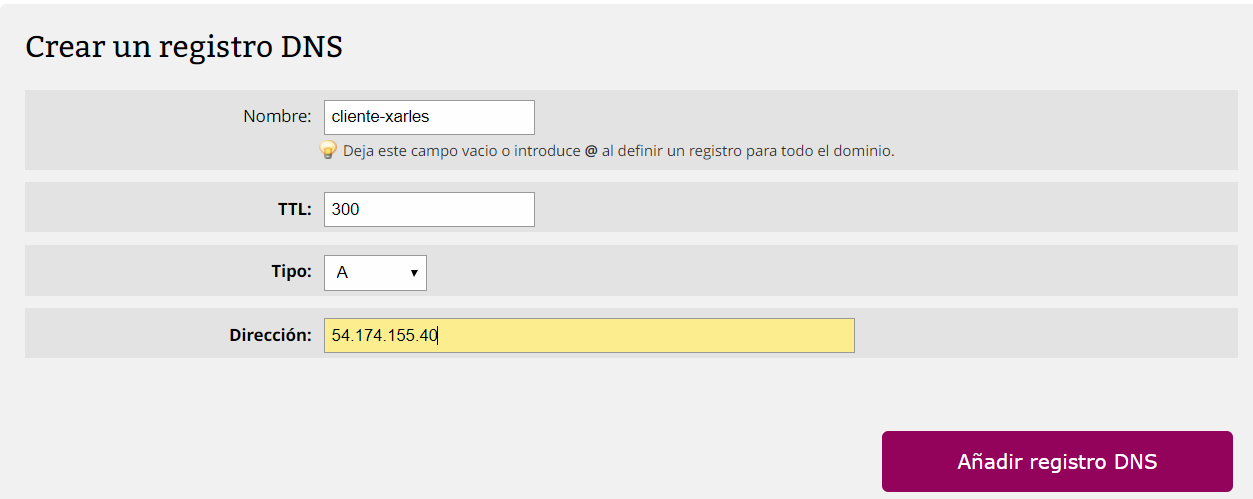 Crear un registro DNS
Nombre: cliente-xarles
Deja este campo vacio o introduce @ al definir un registro para todo el dominio.
TTL: 300
Tipo: A
Dirección: 54.174.155.40
Añadir registro DNS